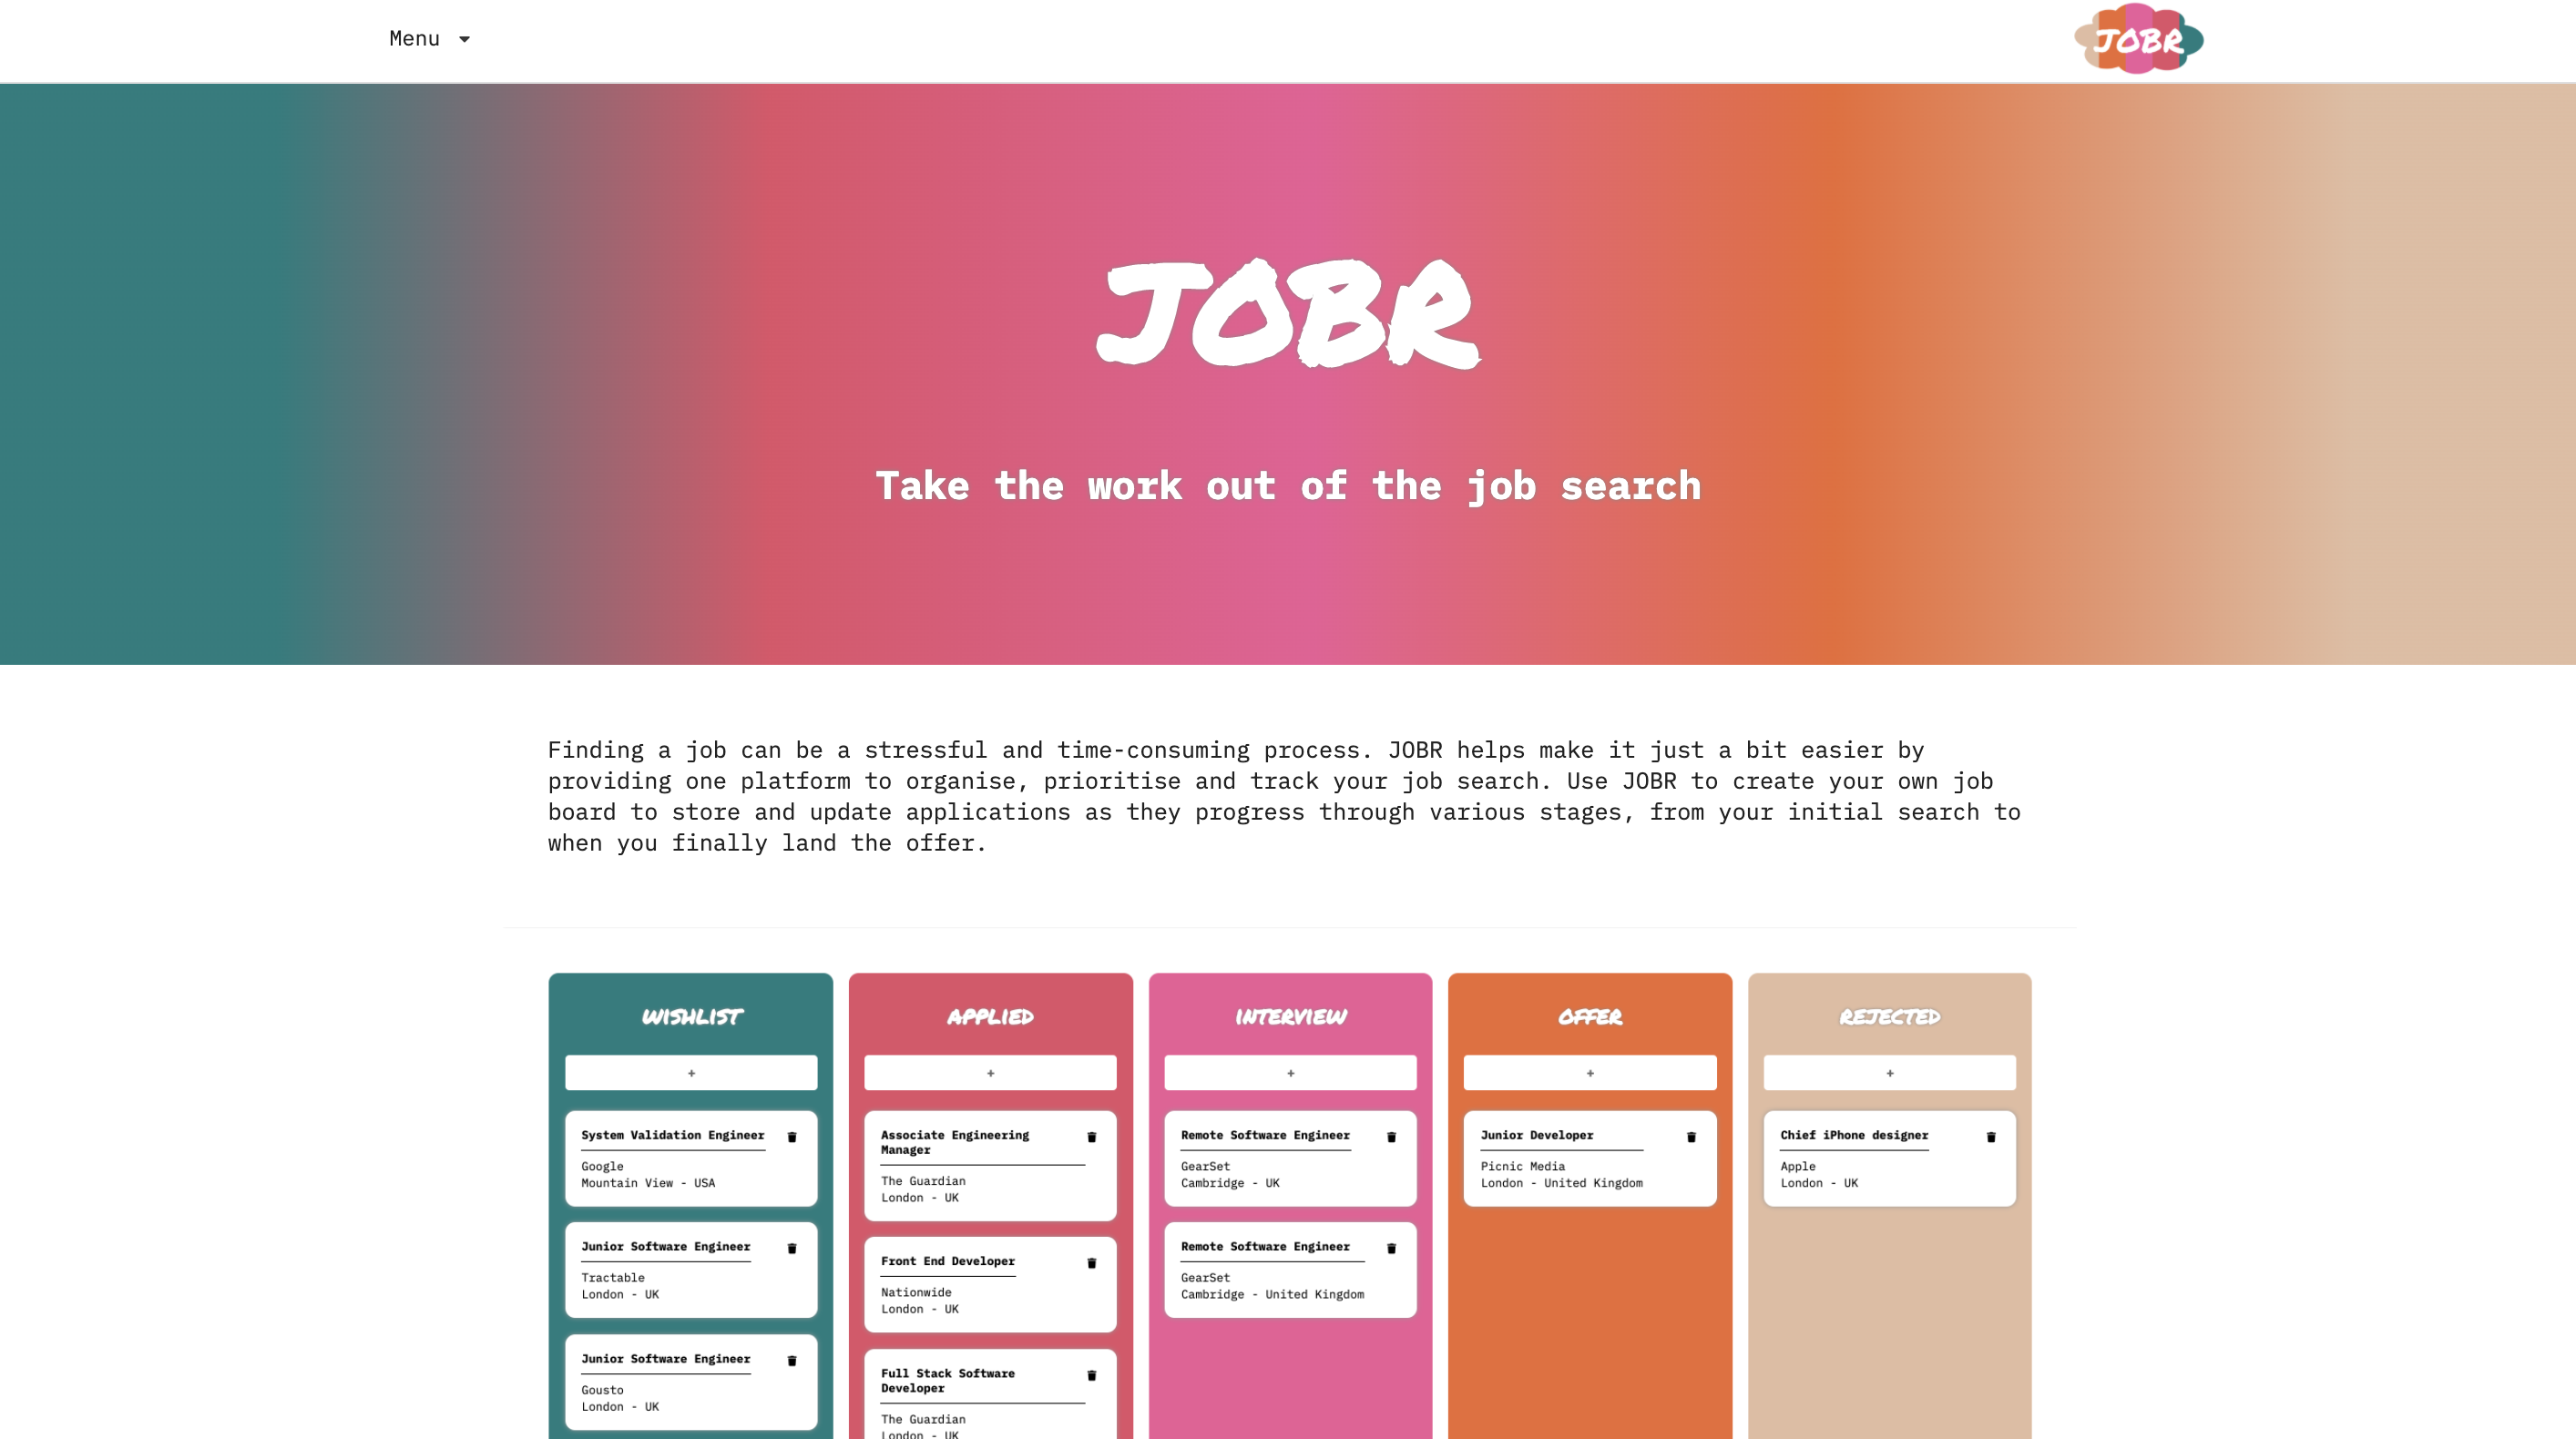 Menu
JOBR
JOBR
Take the work out of the job search
Finding a job can be a stressful and time-consuming process. JOBR helps make it just a bit easier by
providing one platform to organise, prioritise and track your job search. Use JOBR to create your own job
board to store and update applications as they progress through various stages, from your initial search to
when you finally land the offer.
WISHLIST
+
System Validation Engineer
Google
Mountain View - USA
Junior Software Engineer
Tractable
London - UK
Junior Software Engineer
Gousto
London - UK
APPLIED
+
Associate Engineering
Manager
The Guardian
London - UK
Front End Developer
Nationwide
London - UK
Full Stack Software
Developer
The Guardian
London - UK
INTERVIEW
+
Remote Software Engineer
GearSet
Cambridge - UK
Remote Software Engineer
GearSet
Cambridge - United Kingdom
OFFER
+
Junior Developer
Picnic Media
London - United Kingdom
REJECTED
+
Chief iPhone designer
Apple
London - UK